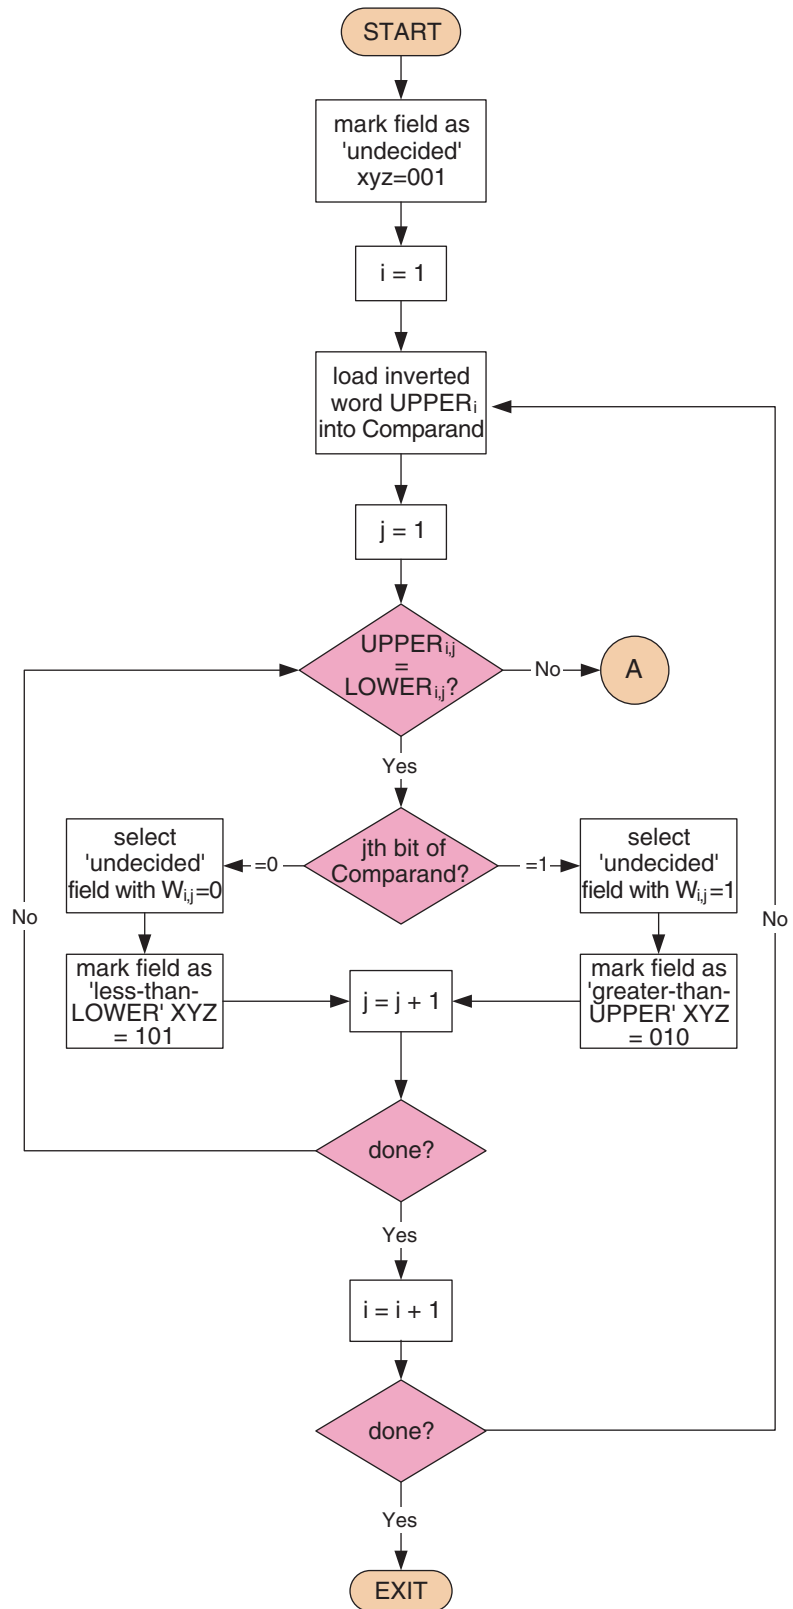 START
mark field as
'undecided'
xyz=001
i = 1
load inverted
word UPPERi
into Comparand
j = 1
UPPERi,j
=
LOWERi,j?
No
A
Yes
jth bit of
Comparand?
=0
=1
select
'undecided'
field with Wi,j=0
select
'undecided'
field with Wi,j=1
No
No
mark field as
'less-than-
LOWER' XYZ
= 101
j = j + 1
mark field as
'greater-than-
UPPER' XYZ
= 010
done?
Yes
i = i + 1
done?
Yes
EXIT